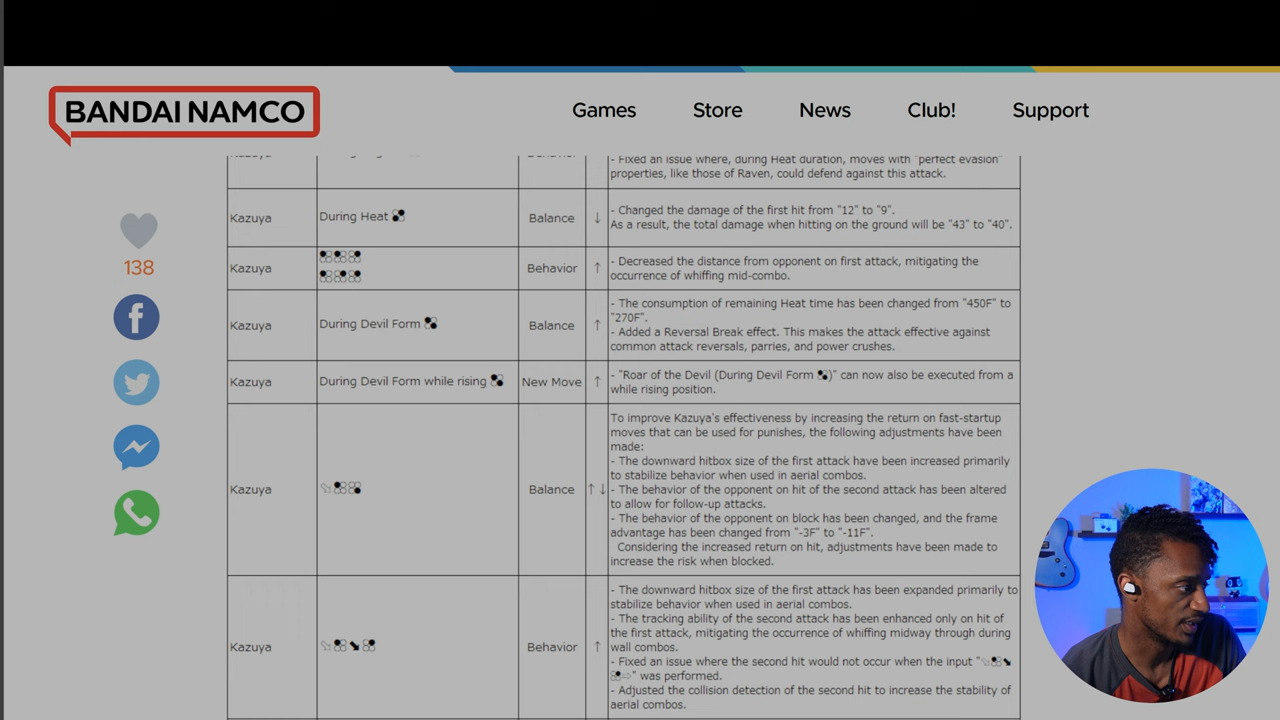 BANDAI NAMCO
Games Store News Club! Support
138
- Fixed an issue where, during Heat duration, moves with "perfect evasion"
properties, like those of Raven, could defend against this attack.
Kazuya During Heat Balance ↓ - Changed the damage of the first hit from "12" to "9".
As a result, the total damage when hitting on the ground will be "43" to "40".
Kazuya Behavior ↑ - Decreased the distance from opponent on first attack, mitigating the
occurrence of whiffing mid-combo.
Kazuya During Devil Form Balance ↑ - The consumption of remaining Heat time has been changed from "450F" to
"270F".
- Added a Reversal Break effect. This makes the attack effective against
common attack reversals, parries, and power crushes.
Kazuya During Devil Form while rising New Move ↑ - "Roar of the Devil (During Devil Form )" can now also be executed from a
while rising position.
Kazuya Balance ↑ ↓ To improve Kazuya's effectiveness by increasing the return on fast-startup
moves that can be used for punishes, the following adjustments have been
made:
- The downward hitbox size of the first attack have been increased primarily
to stabilize behavior when used in aerial combos.
- The behavior of the opponent on hit of the second attack has been altered
to allow for follow-up attacks.
- The behavior of the opponent on block has been changed, and the frame
advantage has been changed from "-3F" to "-11F".
Considering the increased return on hit, adjustments have been made to
increase the risk when blocked.
Kazuya Behavior ↑ - The downward hitbox size of the first attack has been expanded primarily to
stabilize behavior when used in aerial combos.
- The tracking ability of the second attack has been enhanced only on hit of
the first attack, mitigating the occurrence of whiffing midway through during
wall combos.
- Fixed an issue where the second hit would not occur when the input "
" was performed.
- Adjusted the collision detection of the second hit to increase the stability of
aerial combos.